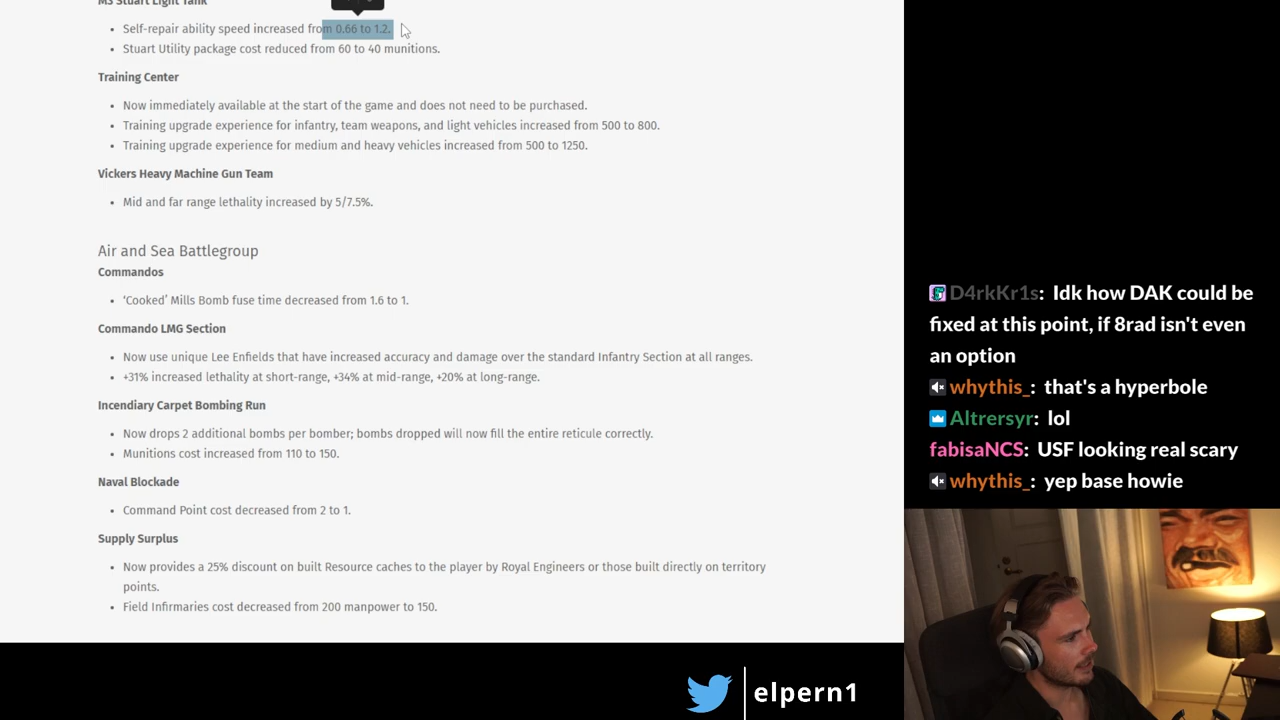 M3 Stuart Light Tank
Self-repair ability speed increased from 0.66 to 1.2.
Stuart Utility package cost reduced from 60 to 40 munitions.
Training Center
Now immediately available at the start of the game and does not need to be purchased.
Training upgrade experience for infantry, team weapons, and light vehicles increased from 500 to 800.
Training upgrade experience for medium and heavy vehicles increased from 500 to 1250.
Vickers Heavy Machine Gun Team
Mid and far range lethality increased by 5/7.5%.
Air and Sea Battlegroup
Commandos
‘Cooked’ Mills Bomb fuse time decreased from 1.6 to 1.
Commando LMG Section
Now use unique Lee Enfields that have increased accuracy and damage over the standard Infantry Section at all ranges.
+31% increased lethality at short-range, +34% at mid-range, +20% at long-range.
Incendiary Carpet Bombing Run
Now drops 2 additional bombs per bomber; bombs dropped will now fill the entire reticule correctly.
Munitions cost increased from 110 to 150.
Naval Blockade
Command Point cost decreased from 2 to 1.
Supply Surplus
Now provides a 25% discount on built Resource caches to the player by Royal Engineers or those built directly on territory
points.
Field Infirmaries cost decreased from 200 manpower to 150.
D4rkKr1s: Idk how DAK could be
fixed at this point, if 8rad isn't even
an option
whythis_: that's a hyperbole
Altrersyr: lol
fabisaNCS: USF looking real scary
whythis_: yep base howie
elpern1